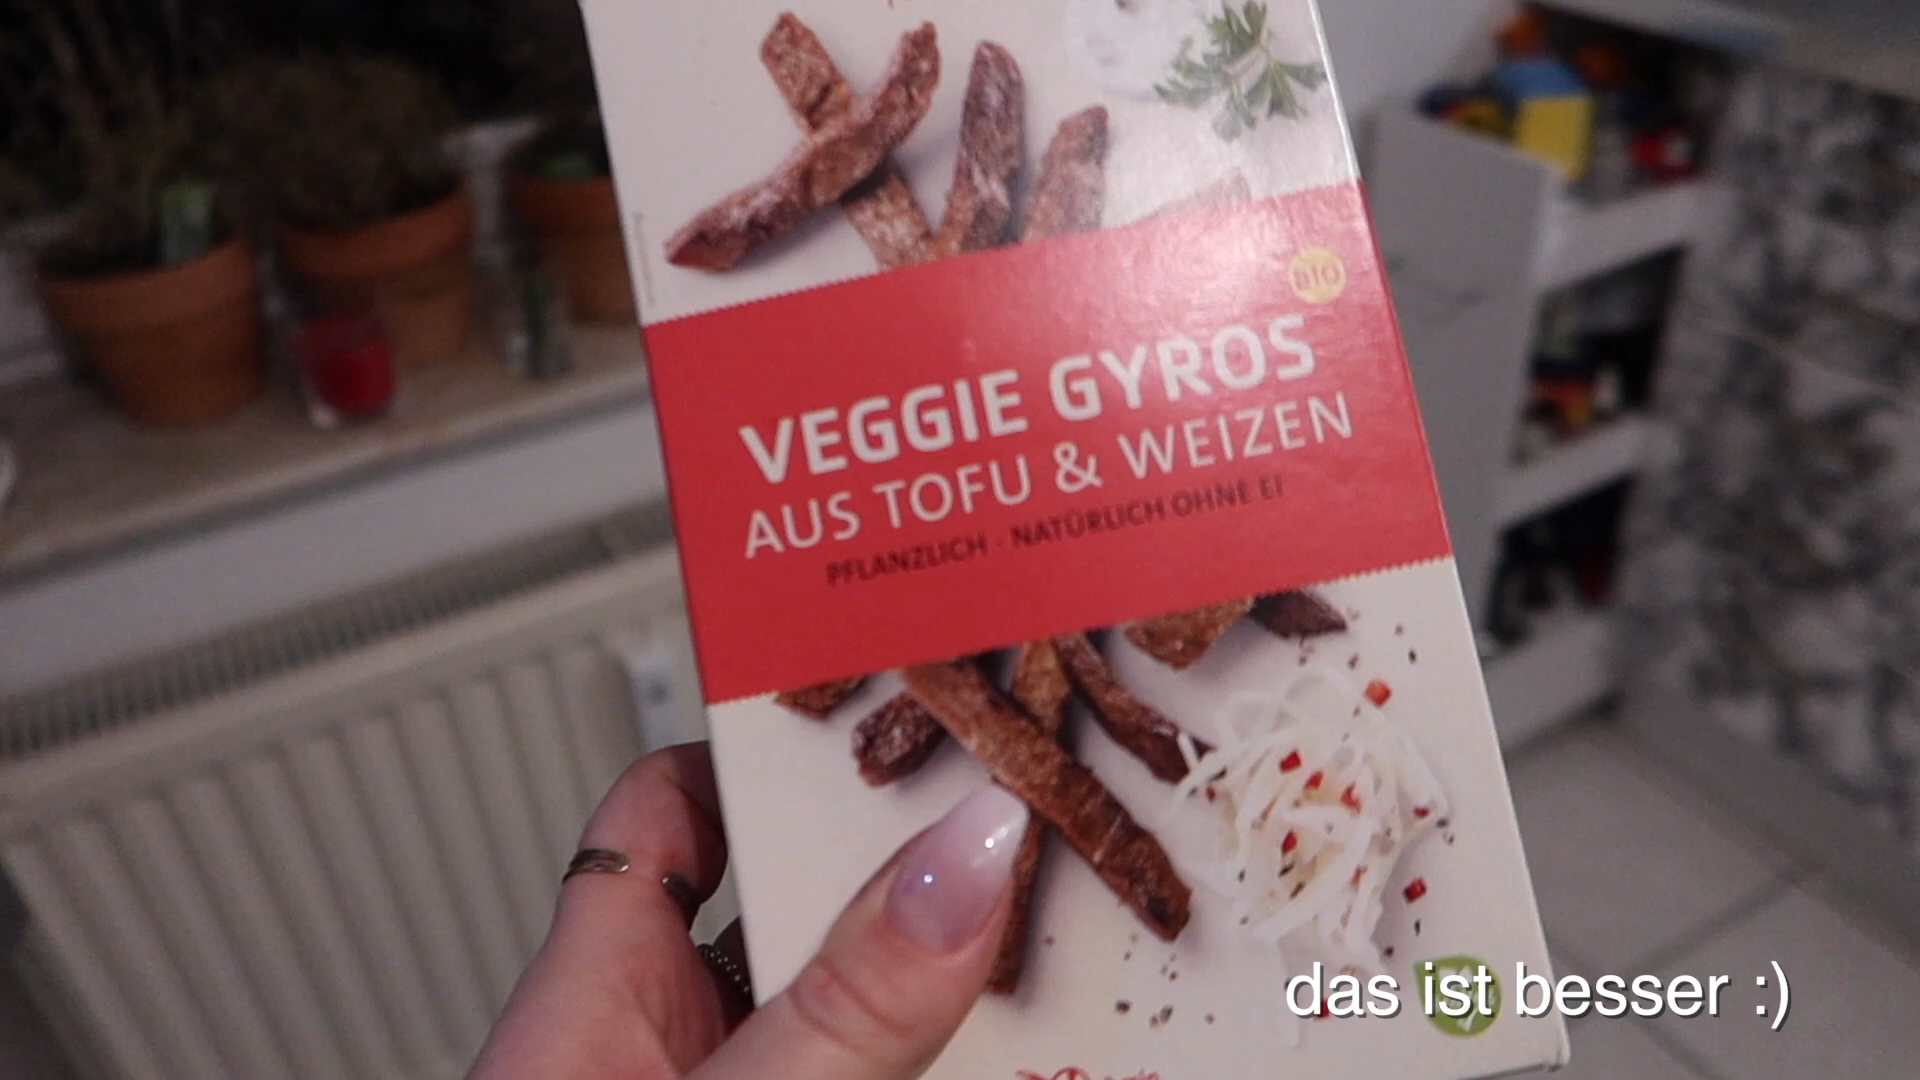 BIO
VEGGIE GYROS
AUS TOFU & WEIZEN
PFLANZLICH · NATÜRLICH OHNE EI
das ist besser :)